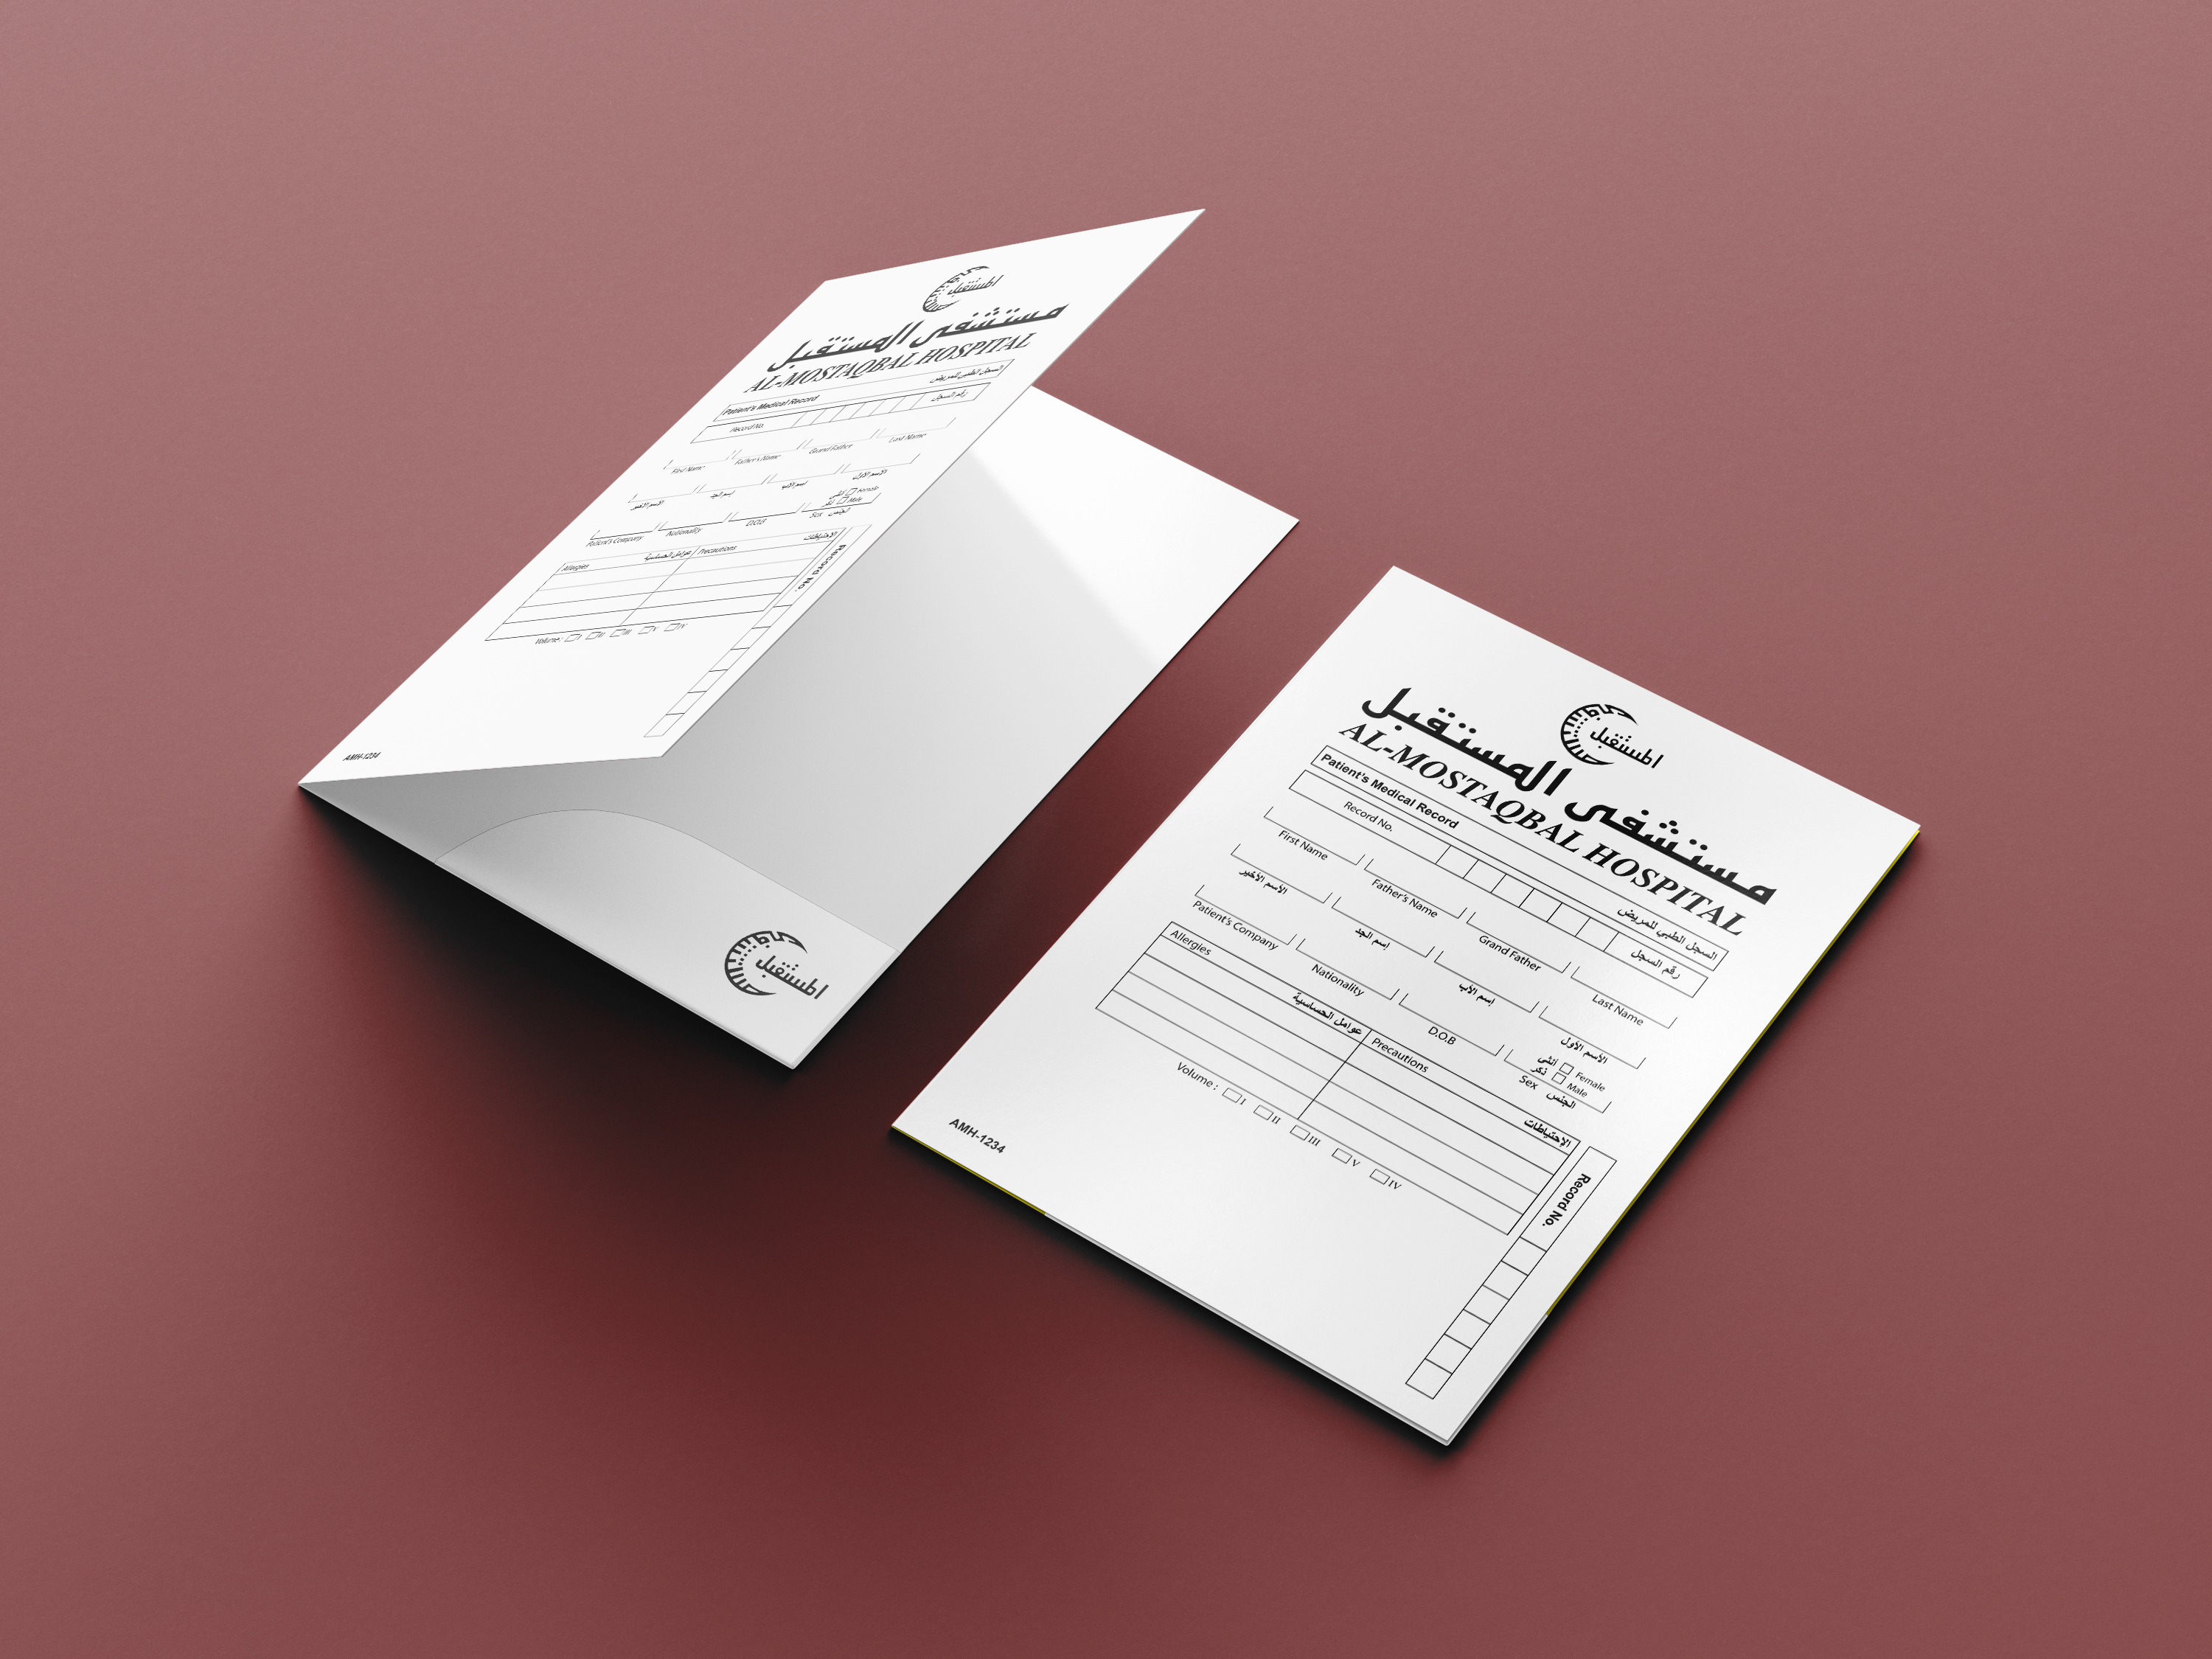 المستقبل
مستشفى المستقبل
AL-MOSTAQBAL HOSPITAL
Patient's Medical Record السجل الطبي للمريض
Record No. رقم السجل
First Name Father's Name Grand Father Last Name
الأسم الأخير إسم الجد إسم الأب الأسم الأول
أنثى Female
ذكر Male
Patient's Company Nationality D.O.B Sex الجنس
Allergies عوامل الحساسية Precautions الإحتياطات
Volume : I II III V IV
Record No.
AMH-1234
المستقبل
المستقبل
مستشفى المستقبل
AL-MOSTAQBAL HOSPITAL
Patient's Medical Record السجل الطبي للمريض
Record No. رقم السجل
First Name Father's Name Grand Father Last Name
الأسم الأخير إسم الجد إسم الأب الأسم الأول
أنثى Female
ذكر Male
Patient's Company Nationality D.O.B Sex الجنس
Allergies عوامل الحساسية Precautions الإحتياطات
Volume : I II III V IV
Record No.
AMH-1234